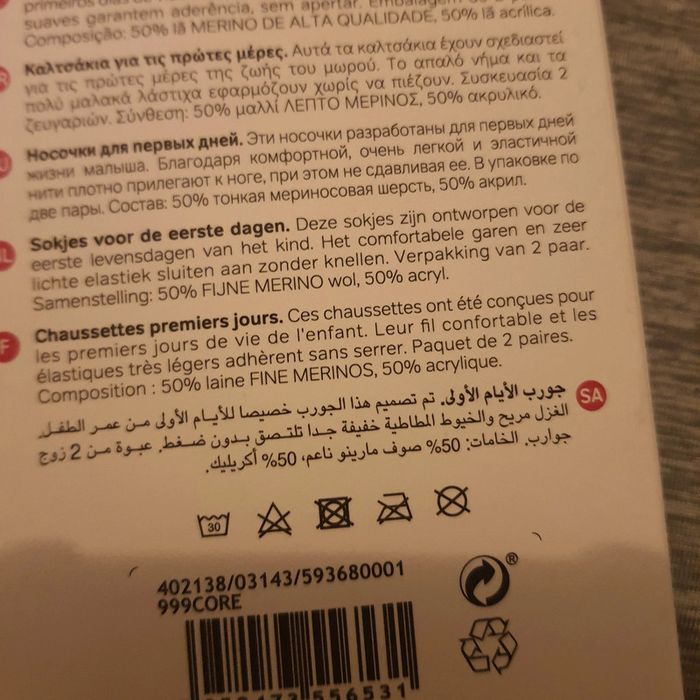 suaves garantem aderência, sem apertar. Embalagem de 2
Composição: 50% lã MERINO DE ALTA QUALIDADE, 50% lã acrílica.
Καλτσάκια για τις πρώτες μέρες. Αυτά τα καλτσάκια έχουν σχεδιαστεί
για τις πρώτες μέρες της ζωής του μωρού. Το απαλό νήμα και τα
πολύ μαλακά λάστιχα εφαρμόζουν χωρίς να πιέζουν. Συσκευασία 2
ζευγαριών. Σύνθεση: 50% μαλλί ΛΕΠΤΟ ΜΕΡΙΝΟΣ, 50% ακρυλικό.
Носочки для первых дней. Эти носочки разработаны для первых дней
жизни малыша. Благодаря комфортной, очень легкой и эластичной
нити плотно прилегают к ноге, при этом не сдавливая ее. В упаковке по
две пары. Состав: 50% тонкая мериносовая шерсть, 50% акрил.
NL Sokjes voor de eerste dagen. Deze sokjes zijn ontworpen voor de
eerste levensdagen van het kind. Het comfortabele garen en zeer
lichte elastiek sluiten aan zonder knellen. Verpakking van 2 paar.
Samenstelling: 50% FIJNE MERINO wol, 50% acryl.
F Chaussettes premiers jours. Ces chaussettes ont été conçues pour
les premiers jours de vie de l'enfant. Leur fil confortable et les
élastiques très légers adhèrent sans serrer. Paquet de 2 paires.
Composition : 50% laine FINE MERINOS, 50% acrylique.
SA جورب الأيام الأولى. تم تصميم هذا الجورب خصيصا للأيام الأولى من عمر الطفل.
الغزل مريح والخيوط المطاطية خفيفة جدا تلتصق بدون ضغط. عبوة من 2 زوج
جوارب. الخامات: 50% صوف مارينو ناعم، 50% أكريليك.
30
402138/03143/593680001
999CORE
®
556531